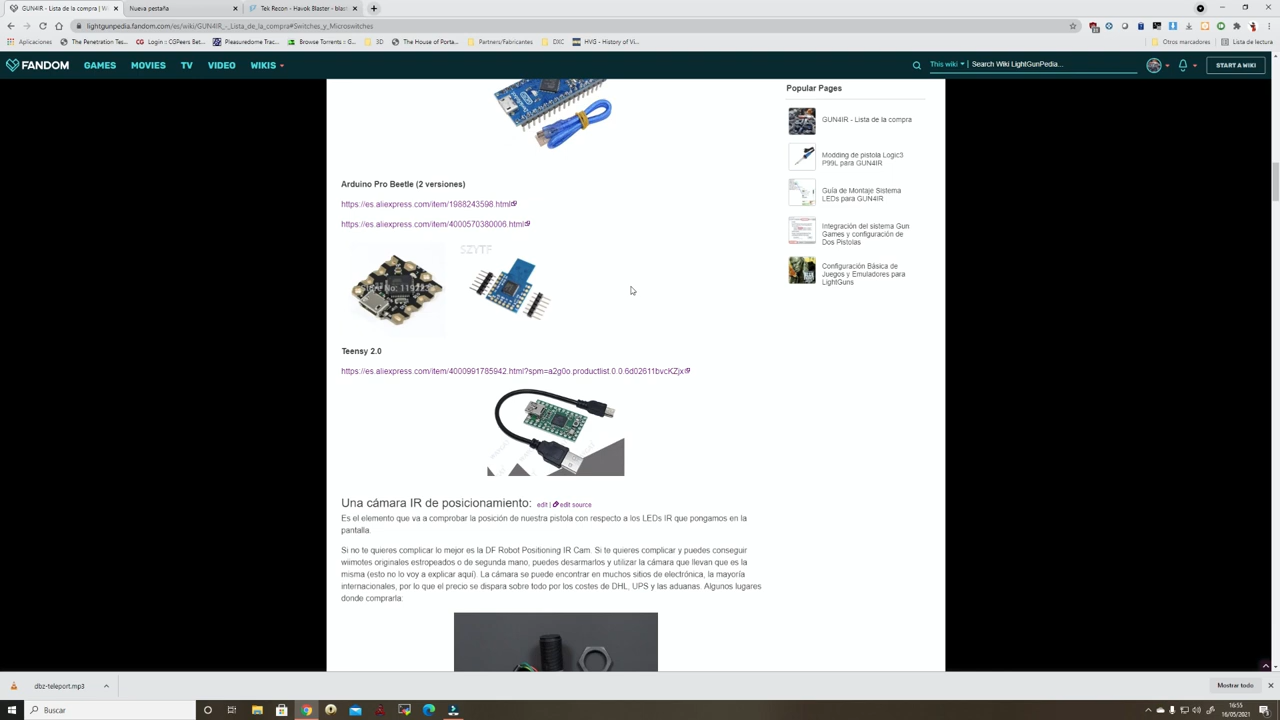 GUN4IR - Lista de la compra | W
Nueva pestaña
Tek Recon - Havok Blaster - blas
lightgunpedia.fandom.com/es/wiki/GUN4IR_-_Lista_de_la_compra#Switches_y_Microswitches
Aplicaciones
The Penetration Tes...
Login :: CGPeers Bet...
Pleasuredome Trac...
Browse Torrents :: G...
3D
The House of Porta...
Partners/Fabricantes
DXC
HVG - History of Vi...
Otros marcadores
Lista de lectura
FANDOM
GAMES
MOVIES
TV
VIDEO
WIKIS
This wiki
Search Wiki LightGunPedia...
START A WIKI
Popular Pages
GUN4IR - Lista de la compra
Modding de pistola Logic3
P99L para GUN4IR
Guía de Montaje Sistema
LEDs para GUN4IR
Integración del sistema Gun
Games y configuración de
Dos Pistolas
Configuración Básica de
Juegos y Emuladores para
LightGuns
Arduino Pro Beetle (2 versiones)
https://es.aliexpress.com/item/1988243598.html
https://es.aliexpress.com/item/4000570380006.html
SZYTF
No: 119223
Teensy 2.0
https://es.aliexpress.com/item/4000991785942.html?spm=a2g0o.productlist.0.0.6d02611bvcKZjx
Una cámara IR de posicionamiento:
edit | edit source
Es el elemento que va a comprobar la posición de nuestra pistola con respecto a los LEDs IR que pongamos en la
pantalla.
Si no te quieres complicar lo mejor es la DF Robot Positioning IR Cam. Si te quieres complicar y puedes conseguir
wiimotes originales estropeados o de segunda mano, puedes desarmarlos y utilizar la cámara que llevan que es la
misma (esto no lo voy a explicar aquí). La cámara se puede encontrar en muchos sitios de electrónica, la mayoría
internacionales, por lo que el precio se dispara sobre todo por los costes de DHL, UPS y las aduanas. Algunos lugares
donde comprarla:
dbz-teleport.mp3
Mostrar todo
Buscar
16:55
16/05/2021